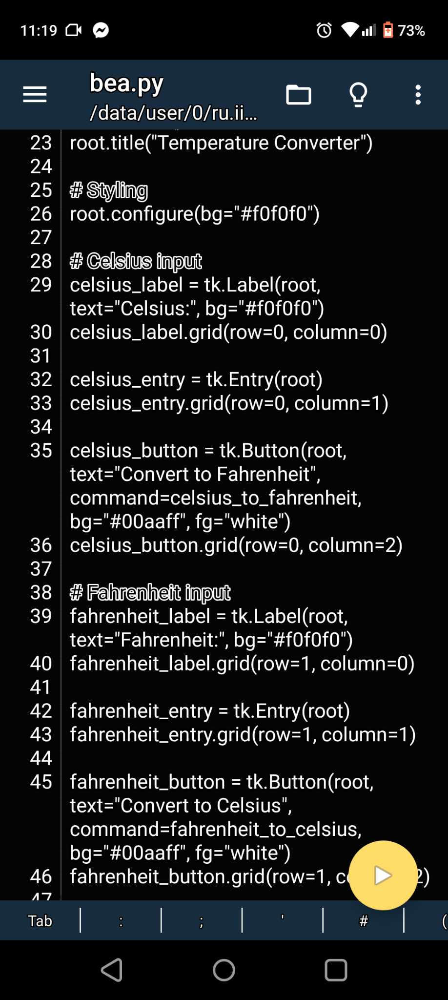 11:19 73%
bea.py
/data/user/0/ru.ii...
23 root.title("Temperature Converter")
24
25 # Styling
26 root.configure(bg="#f0f0f0")
27
28 # Celsius input
29 celsius_label = tk.Label(root,
text="Celsius:", bg="#f0f0f0")
30 celsius_label.grid(row=0, column=0)
31
32 celsius_entry = tk.Entry(root)
33 celsius_entry.grid(row=0, column=1)
34
35 celsius_button = tk.Button(root,
text="Convert to Fahrenheit",
command=celsius_to_fahrenheit,
bg="#00aaff", fg="white")
36 celsius_button.grid(row=0, column=2)
37
38 # Fahrenheit input
39 fahrenheit_label = tk.Label(root,
text="Fahrenheit:", bg="#f0f0f0")
40 fahrenheit_label.grid(row=1, column=0)
41
42 fahrenheit_entry = tk.Entry(root)
43 fahrenheit_entry.grid(row=1, column=1)
44
45 fahrenheit_button = tk.Button(root,
text="Convert to Celsius",
command=fahrenheit_to_celsius,
bg="#00aaff", fg="white")
46 fahrenheit_button.grid(row=1, 2)
47
Tab : ; ' # (